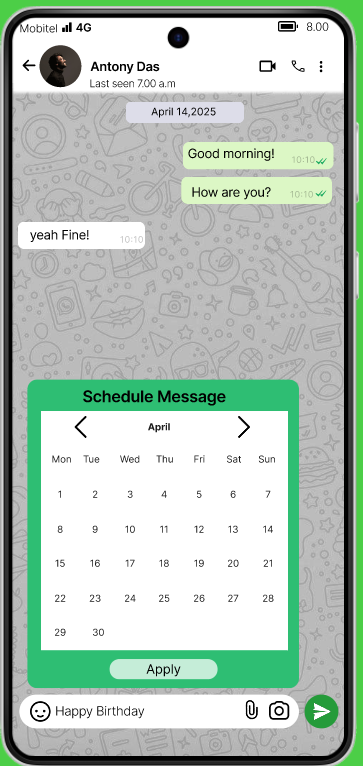 Mobitel 4G 8.00
Antony Das
Last seen 7.00 a.m
April 14,2025
Good morning! 10:10
How are you? 10:10
yeah Fine! 10:10
Schedule Message
April
Mon Tue Wed Thu Fri Sat Sun
1 2 3 4 5 6 7
8 9 10 11 12 13 14
15 16 17 18 19 20 21
22 23 24 25 26 27 28
29 30
Apply
Happy Birthday